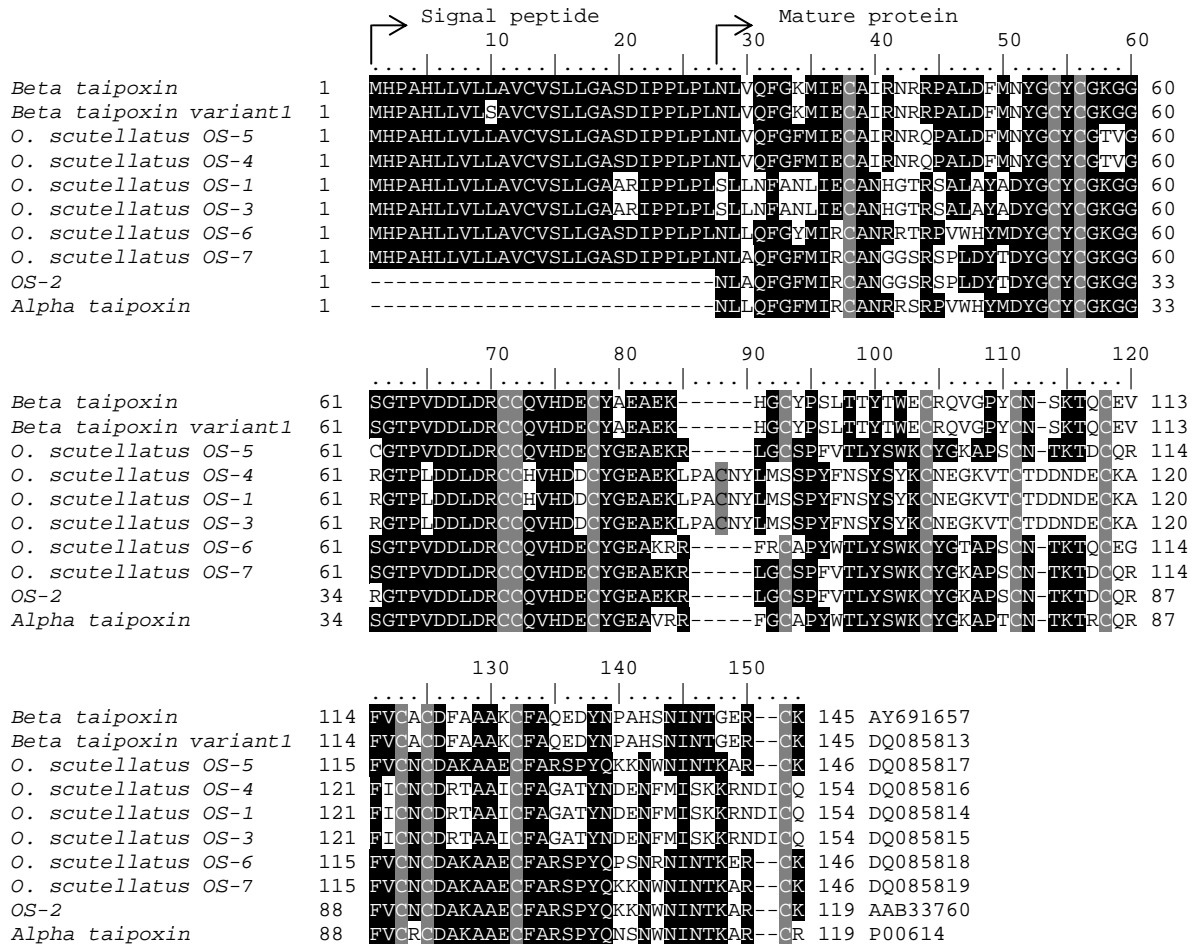 Signal peptide Mature protein
10 20 30 40 50 60
Beta taipoxin 1 MHPAHLLVLLAVCVSLLGASDIPPLPLNLVQFGKMIECAIRNRRPALDFMNYGCYCGKGG 60
Beta taipoxin variant1 1 MHPAHLLVLSAVCVSLLGASDIPPLPLNLVQFGKMIECAIRNRRPALDFMNYGCYCGKGG 60
O. scutellatus OS-5 1 MHPAHLLVLLAVCVSLLGASDIPPLPLNLVQFGFMIECAIRNRQPALDFMNYGCYCGTVG 60
O. scutellatus OS-4 1 MHPAHLLVLLAVCVSLLGASDIPPLPLNLVQFGFMIECAIRNRQPALDFMNYGCYCGTVG 60
O. scutellatus OS-1 1 MHPAHLLVLLAVCVSLLGAARIPPLPLSLLNFANLIECANHGTRSALAYADYGCYCGKGG 60
O. scutellatus OS-3 1 MHPAHLLVLLAVCVSLLGAARIPPLPLSLLNFANLIECANHGTRSALAYADYGCYCGKGG 60
O. scutellatus OS-6 1 MHPAHLLVLLAVCVSLLGASDIPPLPLNLLQFGYMIRCANRRTRPVWHYMDYGCYCGKGG 60
O. scutellatus OS-7 1 MHPAHLLVLLAVCVSLLGASDIPPLPLNLAQFGFMIRCANGGSRSPLDYTDYGCYCGKGG 60
OS-2 1 ---------------------------NLAQFGFMIRCANGGSRSPLDYTDYGCYCGKGG 33
Alpha taipoxin 1 ---------------------------NLLQFGFMIRCANRRSRPVWHYMDYGCYCGKGG 33
70 80 90 100 110 120
Beta taipoxin 61 SGTPVDDLDRCCQVHDECYAEAEK------HGCYPSLTTYTWECRQVGPYCN-SKTQCEV 113
Beta taipoxin variant1 61 SGTPVDDLDRCCQVHDECYAEAEK------HGCYPSLTTYTWECRQVGPYCN-SKTQCEV 113
O. scutellatus OS-5 61 CGTPVDDLDRCCQVHDECYGEAEKR-----LGCSPFVTLYSWKCYGKAPSCN-TKTDCQR 114
O. scutellatus OS-4 61 RGTPLDDLDRCCHVHDDCYGEAEKLPACNYLMSSPYFNSYSYKCNEGKVTCTDDNDECKA 120
O. scutellatus OS-1 61 RGTPLDDLDRCCHVHDDCYGEAEKLPACNYLMSSPYFNSYSYKCNEGKVTCTDDNDECKA 120
O. scutellatus OS-3 61 RGTPLDDLDRCCQVHDECYGEAEKLPACNYLMSSPYFNSYSYKCNEGKVTCTDDNDECKA 120
O. scutellatus OS-6 61 SGTPVDDLDRCCQVHDECYGEAKRR-----FRCAPYWTLYSWKCYGTAPSCN-TKTQCEG 114
O. scutellatus OS-7 61 SGTPVDDLDRCCQVHDECYGEAEKR-----LGCSPFVTLYSWKCYGKAPSCN-TKTDCQR 114
OS-2 34 RGTPVDDLDRCCQVHDECYGEAEKR-----LGCSPFVTLYSWKCYGKAPSCN-TKTDCQR 87
Alpha taipoxin 34 SGTPVDDLDRCCQVHDECYGEAVRR-----FGCAPYWTLYSWKCYGKAPTCN-TKTRCQR 87
130 140 150
Beta taipoxin 114 FVCACDFAAAKCFAQEDYNPAHSNINTGER--CK 145 AY691657
Beta taipoxin variant1 114 FVCACDFAAAKCFAQEDYNPAHSNINTGER--CK 145 DQ085813
O. scutellatus OS-5 115 FVCNCDAKAAECFARSPYQKKNWNINTKAR--CK 146 DQ085817
O. scutellatus OS-4 121 FICNCDRTAAICFAGATYNDENFMISKKRNDICQ 154 DQ085816
O. scutellatus OS-1 121 FICNCDRTAAICFAGATYNDENFMISKKRNDICQ 154 DQ085814
O. scutellatus OS-3 121 FICNCDRTAAICFAGATYNDENFMISKKRNDICQ 154 DQ085815
O. scutellatus OS-6 115 FVCNCDAKAAECFARSPYQPSNRNINTKER--CK 146 DQ085818
O. scutellatus OS-7 115 FVCNCDAKAAECFARSPYQKKNWNINTKAR--CK 146 DQ085819
OS-2 88 FVCNCDAKAAECFARSPYQKKNWNINTKAR--CK 119 AAB33760
Alpha taipoxin 88 FVCRCDAKAAECFARSPYQNSNWNINTKAR--CR 119 P00614